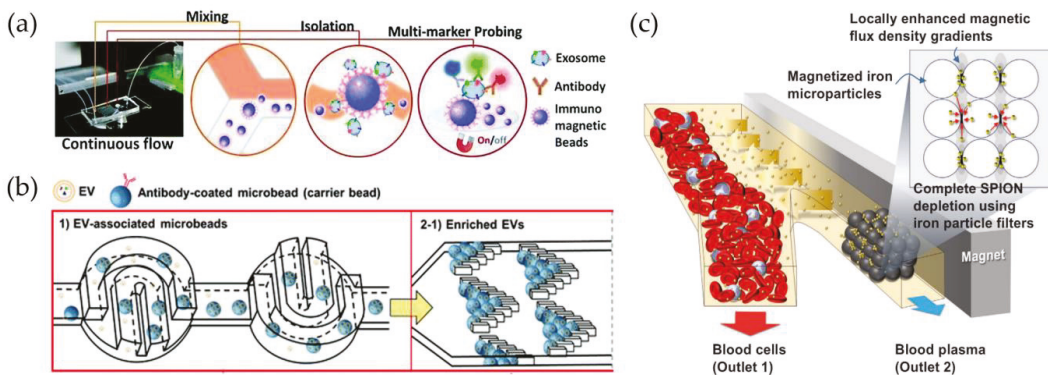 (a)
Mixing
Isolation
Multi-marker Probing
Exosome
Antibody
Immuno
magnetic
Beads
On/off
Continuous flow
(b)
EV
Antibody-coated microbead (carrier bead)
1) EV-associated microbeads
2-1) Enriched EVs
(c)
Locally enhanced magnetic
flux density gradients
Magnetized iron
microparticles
Complete SPION
depletion using
iron particle filters
Magnet
Blood cells
(Outlet 1)
Blood plasma
(Outlet 2)